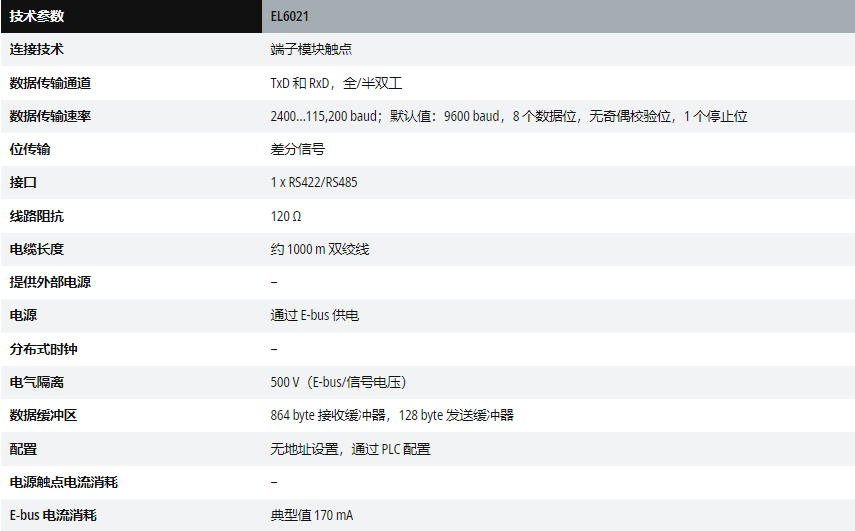 技术参数 EL6021
连接技术 端子模块触点
数据传输通道 TxD 和 RxD，全/半双工
数据传输速率 2400...115,200 baud；默认值：9600 baud，8 个数据位，无奇偶校验位，1 个停止位
位传输 差分信号
接口 1 x RS422/RS485
线路阻抗 120 Ω
电缆长度 约 1000 m 双绞线
提供外部电源 –
电源 通过 E-bus 供电
分布式时钟 –
电气隔离 500 V（E-bus/信号电压）
数据缓冲区 864 byte 接收缓冲器，128 byte 发送缓冲器
配置 无地址设置，通过 PLC 配置
电源触点电流消耗 –
E-bus 电流消耗 典型值 170 mA